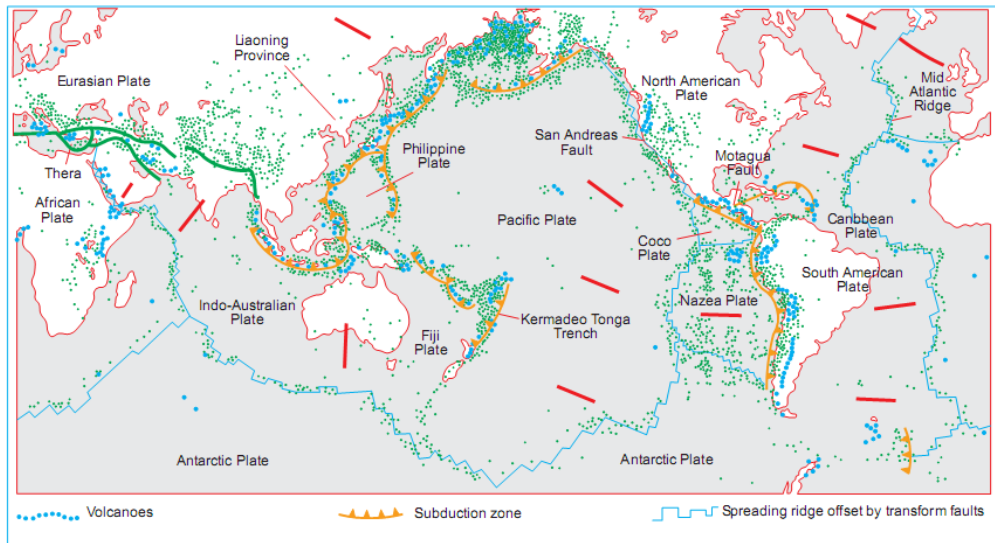 Liaoning
Province
Eurasian Plate
North American
Plate
Mid
Atlantic
Ridge
San Andreas
Fault
Philippine
Plate
Motagua
Fault
Thera
African
Plate
Pacific Plate
Coco
Plate
Canbbean
Plate
South American
Plate
Indo-Australian
Plate
Nazea Plate
Fiji
Plate
Kermadeo Tonga
Trench
Antarctic Plate
Antarctic Plate
Volcanoes
Subduction zone
Spreading ridge offset by transform faults